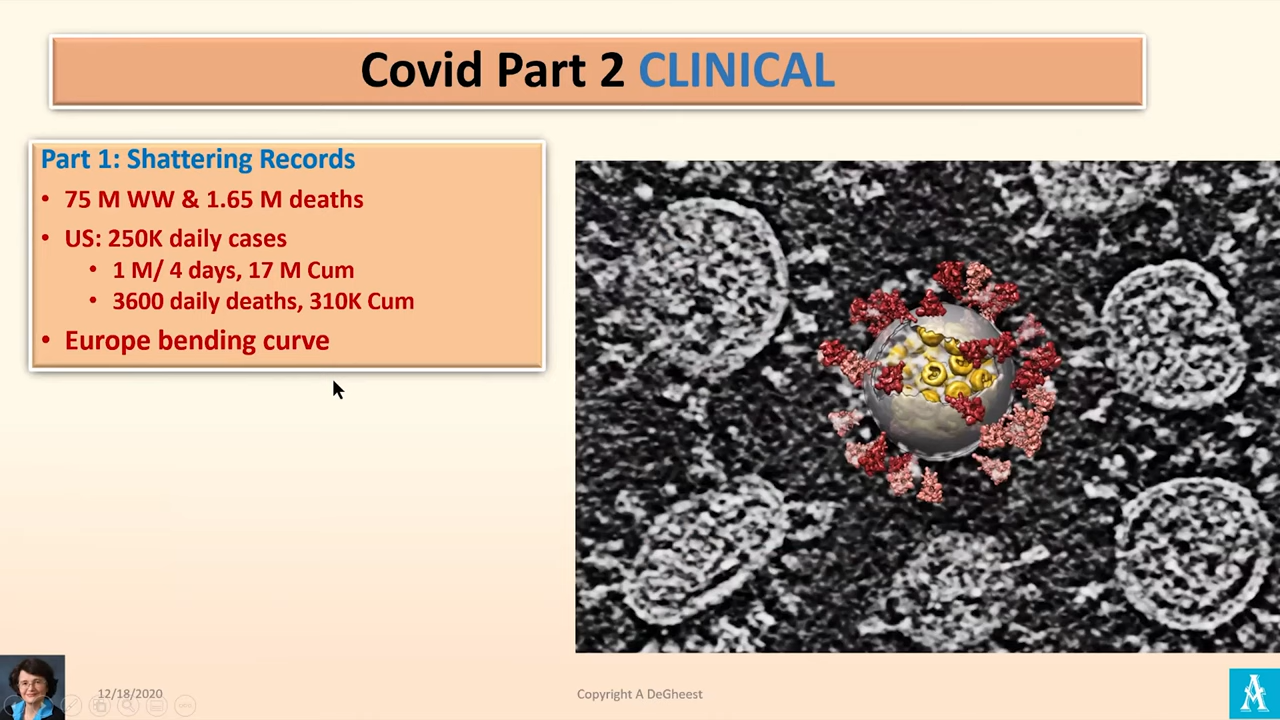 Covid Part 2 CLINICAL
Part 1: Shattering Records
• 75 M WW & 1.65 M deaths
• US: 250K daily cases
• 1 M/ 4 days, 17 M Cum
• 3600 daily deaths, 310K Cum
• Europe bending curve
12/18/2020
Copyright A DeGheest
A